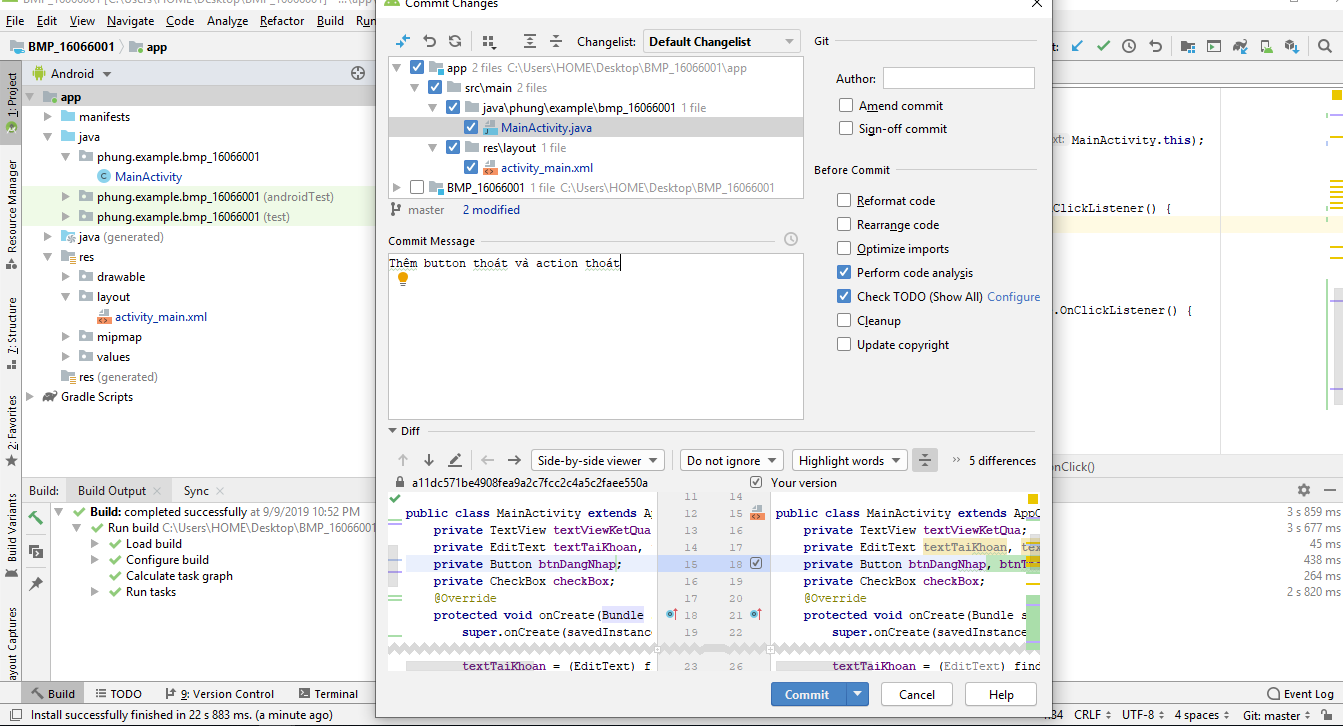 Commit Changes
File Edit View Navigate Code Analyze Refactor Build
BMP_16066001 app
Changelist: Default Changelist
Git
Author:
Amend commit
Sign-off commit
Before Commit
Reformat code
Rearrange code
Optimize imports
Perform code analysis
Check TODO (Show All) Configure
Cleanup
Update copyright
1: Project
Resource Manager
7: Structure
2: Favorites
Build Variants
ayout Captures
Android
app
manifests
java
phung.example.bmp_16066001
MainActivity
phung.example.bmp_16066001 (androidTest)
phung.example.bmp_16066001 (test)
java (generated)
res
drawable
layout
activity_main.xml
mipmap
values
res (generated)
Gradle Scripts
app 2 files C:\Users\HOME\Desktop\BMP_16066001\app
src\main 2 files
java\phung\example\bmp_16066001 1 file
MainActivity.java
res\layout 1 file
activity_main.xml
BMP_16066001 1 file C:\Users\HOME\Desktop\BMP_16066001
master 2 modified
Commit Message
Thêm button thoát và action thoát
MainActivity.this);
ClickListener() {
.OnClickListener() {
onClick()
Diff
Side-by-side viewer Do not ignore Highlight words 5 differences
a11dc571be4908fea9a2c7fcc2c4a5c2faee550a Your version
11 14
public class MainActivity extends Ap 12 15 public class MainActivity extends AppC
private TextView textViewKetQua; 13 16 private TextView textViewKetQua;
private EditText textTaiKhoan, 14 17 private EditText textTaiKhoan, tex
private Button btnDangNhap; 15 18 private Button btnDangNhap, btnT
private CheckBox checkBox; 16 19 private CheckBox checkBox;
@Override 17 20 @Override
protected void onCreate(Bundle 18 21 protected void onCreate(Bundle s
super.onCreate(savedInstance 19 22 super.onCreate(savedInstance
textTaiKhoan = (EditText) f 23 26 textTaiKhoan = (EditText) find
Commit Cancel Help
Build: Build Output Sync
Build: completed successfully at 9/9/2019 10:52 PM 3 s 859 ms
Run build C:\Users\HOME\Desktop\BMP_16066001 3 s 677 ms
Load build 45 ms
Configure build 438 ms
Calculate task graph 264 ms
Run tasks 2 s 820 ms
Build TODO 9: Version Control Terminal Event Log
Install successfully finished in 22 s 883 ms. (a minute ago) CRLF UTF-8 4 spaces Git: master